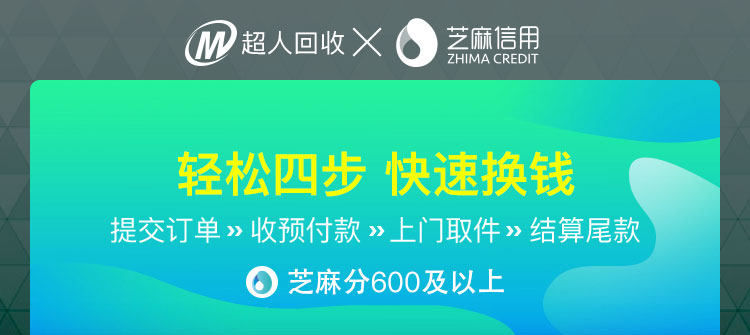 M 超人回收 × 芝麻信用
ZHIMA CREDIT
轻松四步 快速换钱
提交订单 » 收预付款 » 上门取件 » 结算尾款
芝麻分600及以上